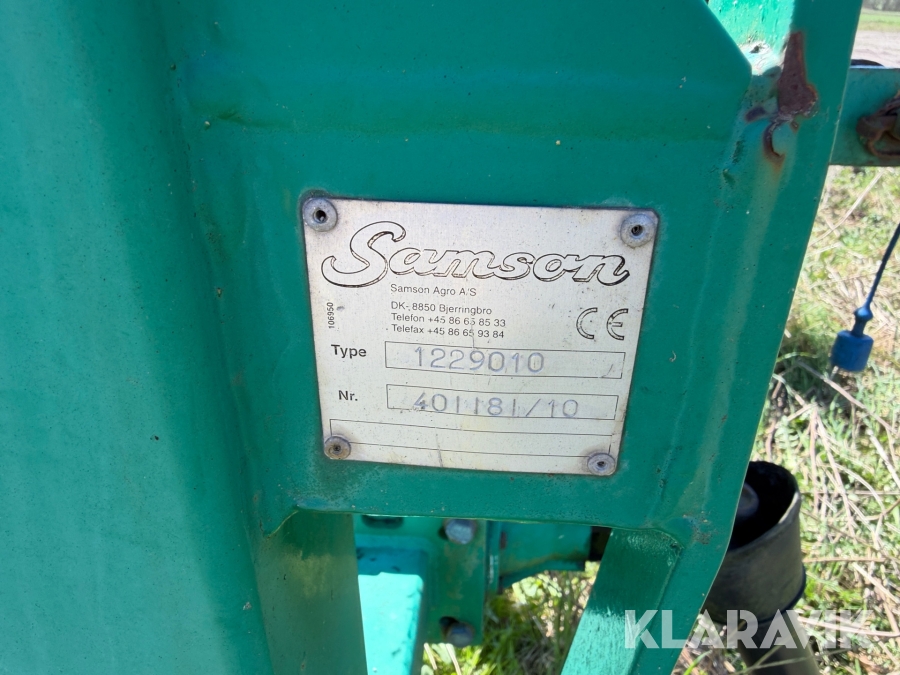 Samson
Samson Agro A/S
DK- 8850 Bjerringbro
Telefon +45 86 65 85 33
Telefax +45 86 65 93 84
106950
CE
Type 1229010
Nr. 401181/10
KLARAVIK